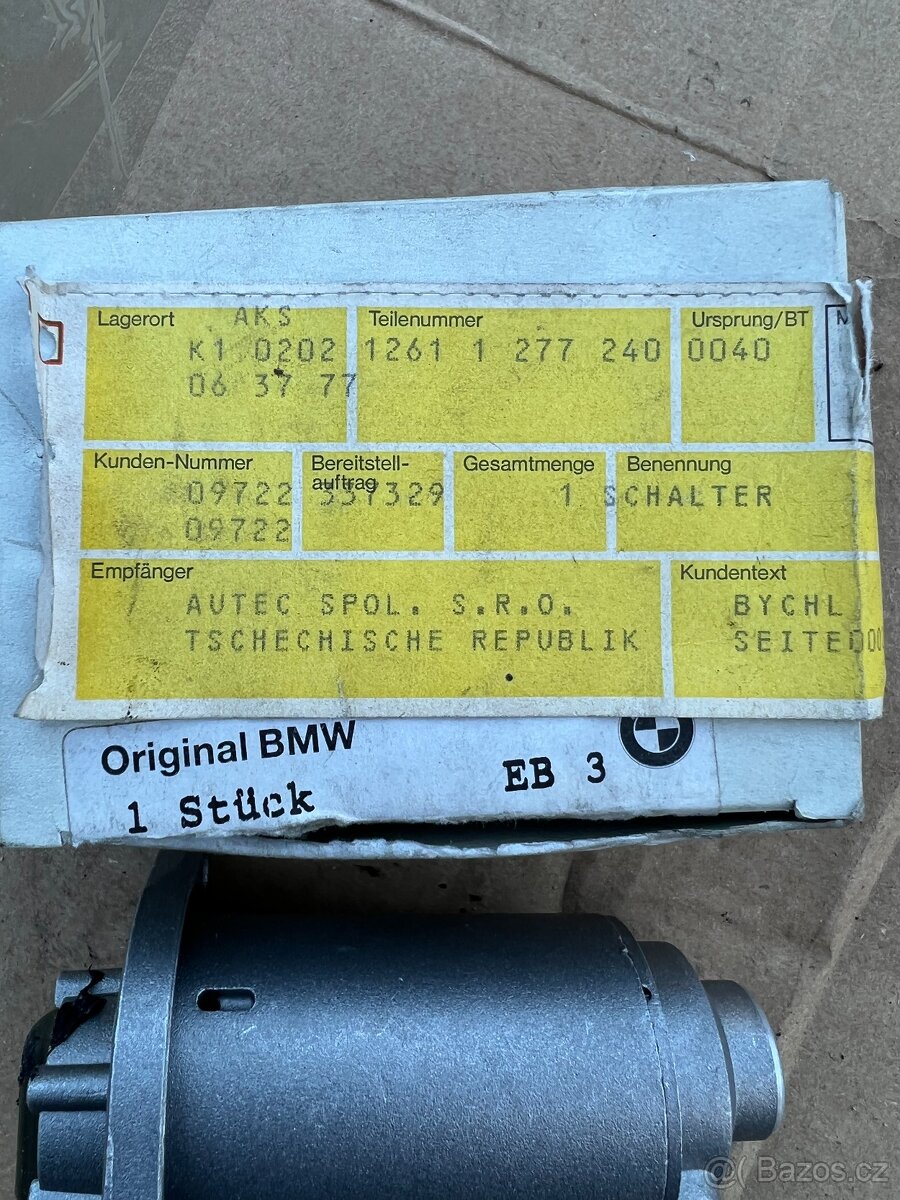 Lagerort AKS
K1 0202
06 37 77
Teilenummer
1261 1 277 240
Ursprung/BT
0040
Kunden-Nummer
09722
09722
Bereitstell-
auftrag
Gesamtmenge
1
Benennung
SCHALTER
Empfänger
AUTEC SPOL. S.R.O.
TSCHECHISCHE REPUBLIK
Kundentext
BYCHL
SEITE
Original BMW
1 Stück
EB 3
Bazos.cz